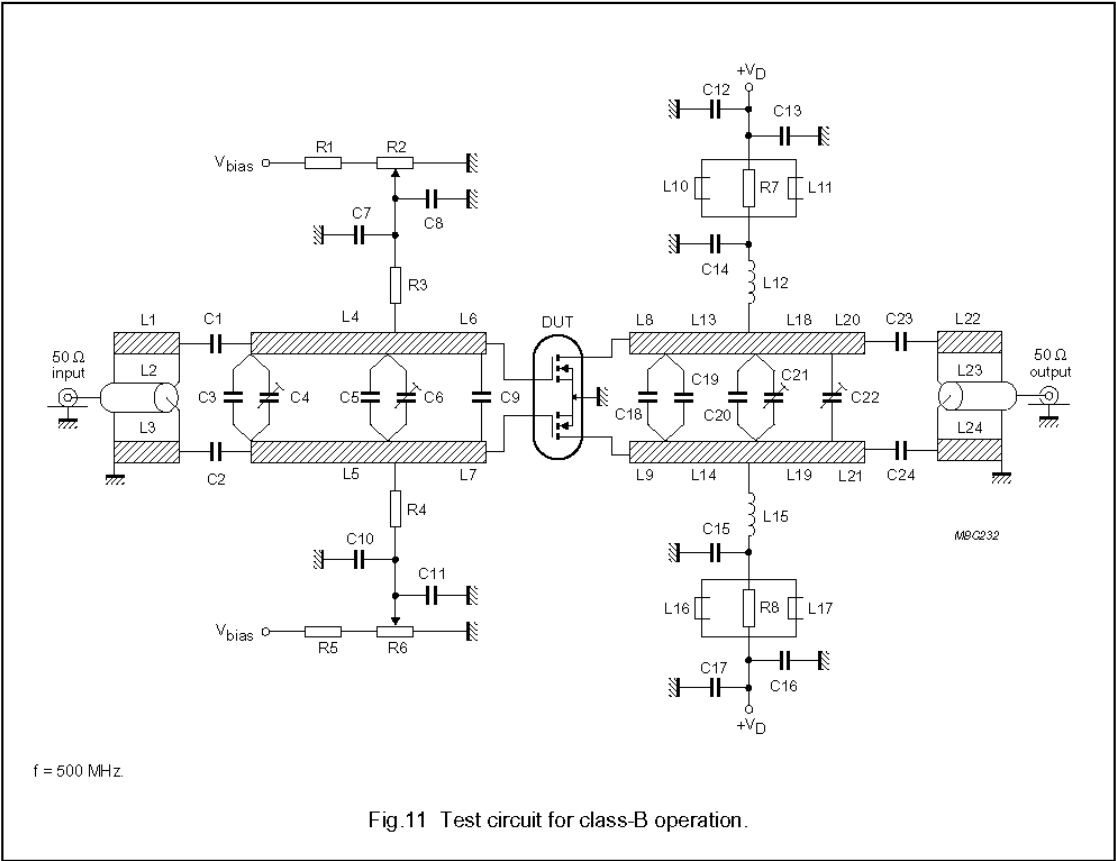 +VD
C12
C13
Vbias
R1
R2
L10
R7
L11
C7
C8
C14
L12
R3
L1
C1
L4
L6
DUT
L8
L13
L18
L20
C23
L22
50 Ω
input
L2
C3
C4
C5
C6
C9
C18
C19
C20
C21
C22
L23
50 Ω
output
L3
L24
C2
L5
L7
L9
L14
L19
L21
C24
R4
L15
C10
C15
MBG232
C11
L16
R8
L17
Vbias
R5
R6
C17
C16
+VD
f = 500 MHz.
Fig.11 Test circuit for class-B operation.